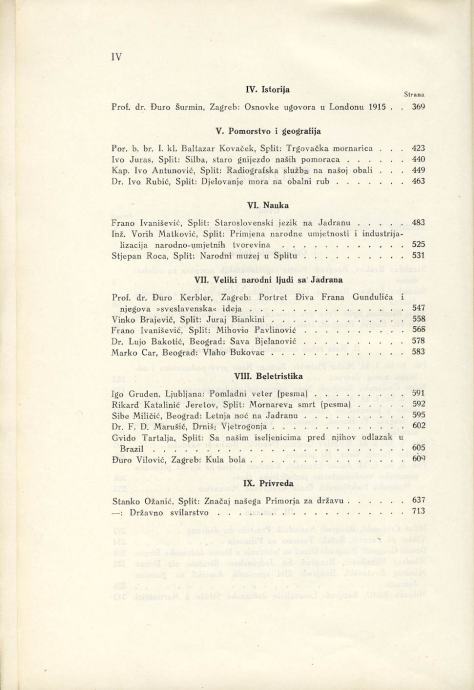 IV
IV. Istorija
Strana
Prof. dr. Đuro Šurmin, Zagreb: Osnovke ugovora u Londonu 1915 . . 369
V. Pomorstvo i geografija
Por. b. br. I. kl. Baltazar Kovaček, Split: Trgovačka mornarica . . . 423
Ivo Juras, Split: Silba, staro gnijezdo naših pomoraca . . . . . . 440
Kap. Ivo Antunović, Split: Radiografska služba na našoj obali . . . . 449
Dr. Ivo Rubić, Split: Djelovanje mora na obalni rub . . . . . . . 463
VI. Nauka
Frano Ivanišević, Split: Staroslovenski jezik na Jadranu . . . . . 483
Inž. Vorih Matković, Split: Primjena narodne umjetnosti i industrija-
lizacija narodno-umjetnih tvorevina . . . . . . . . . . . 525
Stjepan Roca, Split: Narodni muzej u Splitu . . . . . . . . . 531
VII. Veliki narodni ljudi sa Jadrana
Prof. dr. Đuro Kerbler, Zagreb: Portret Điva Frana Gundulića i
njegova »sveslavenska« ideja . . . . . . . . . . . . . 547
Vinko Brajević, Split: Juraj Biankini . . . . . . . . . . . . 558
Frano Ivanišević, Split: Mihovio Pavlinović . . . . . . . . . . 568
Dr. Lujo Bakotić, Beograd: Sava Bjelanović . . . . . . . . . 578
Marko Car, Beograd: Vlaho Bukovac . . . . . . . . . . . . 583
VIII. Beletristika
Igo Gruden, Ljubljana: Pomladni veter (pesma) . . . . . . . . 591
Rikard Katalinić Jeretov, Split: Mornareva smrt (pesma) . . . . . 592
Sibe Miličić, Beograd: Letnja noć na Jadranu . . . . . . . . . 595
Dr. F. D. Marušić, Drniš: Vjetrogonja . . . . . . . . . . . . 602
Gvido Tartalja, Split: Sa našim iseljenicima pred njihov odlazak u
Brazil . . . . . . . . . . . . . . . . . . . . 605
Đuro Vilović, Zagreb: Kula bola . . . . . . . . . . . . . 609
IX. Privreda
Stanko Ožanić, Split: Značaj našega Primorja za državu . . . . . . 637
—: Državno svilarstvo . . . . . . . . . . . . . . . . 713